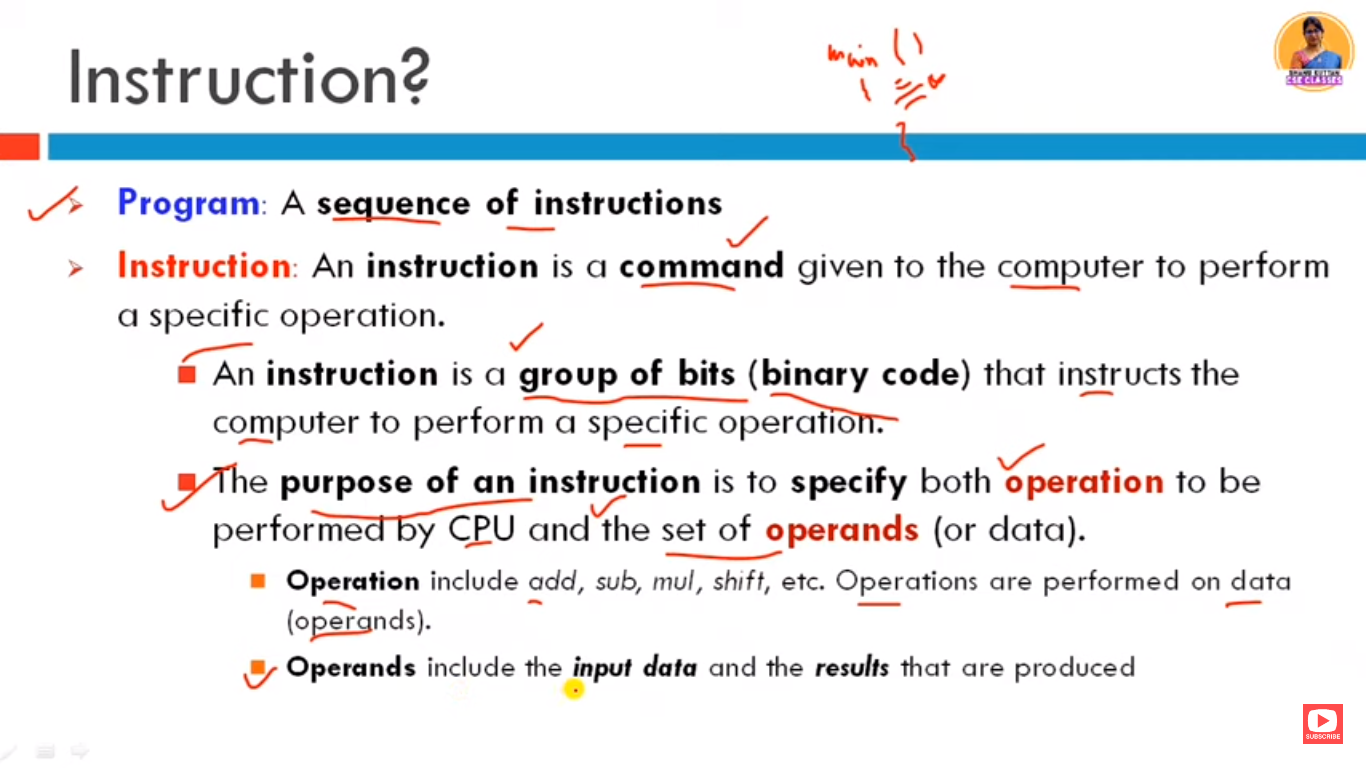 Instruction?
main ()
{
}
CSE CLASSES
Program: A sequence of instructions
Instruction: An instruction is a command given to the computer to perform
a specific operation.
An instruction is a group of bits (binary code) that instructs the
computer to perform a specific operation.
The purpose of an instruction is to specify both operation to be
performed by CPU and the set of operands (or data).
Operation include add, sub, mul, shift, etc. Operations are performed on data
(operands).
Operands include the input data and the results that are produced
SUBSCRIBE